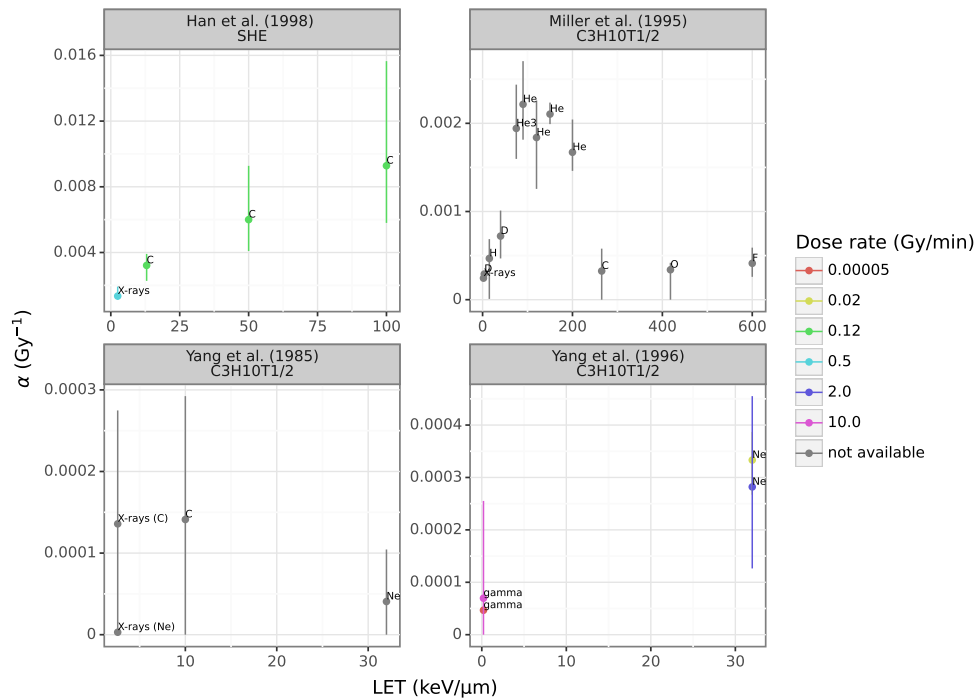 Han et al. (1998)
SHE
Miller et al. (1995)
C3H10T1/2
0.016
0.012
0.008
0.004
X-rays
C
C
C
0
25
50
75
100
0.002
0.001
0
He
He3
He
He
He
D
H
D
X-rays
C
O
F
0
200
400
600
Yang et al. (1985)
C3H10T1/2
Yang et al. (1996)
C3H10T1/2
0.0003
0.0002
0.0001
0
X-rays (C)
C
X-rays (Ne)
Ne
10
20
30
0.0004
0.0003
0.0002
0.0001
0
Ne
Ne
gamma
gamma
0
10
20
30
α (Gy⁻¹)
LET (keV/μm)
Dose rate (Gy/min)
0.00005
0.02
0.12
0.5
2.0
10.0
not available